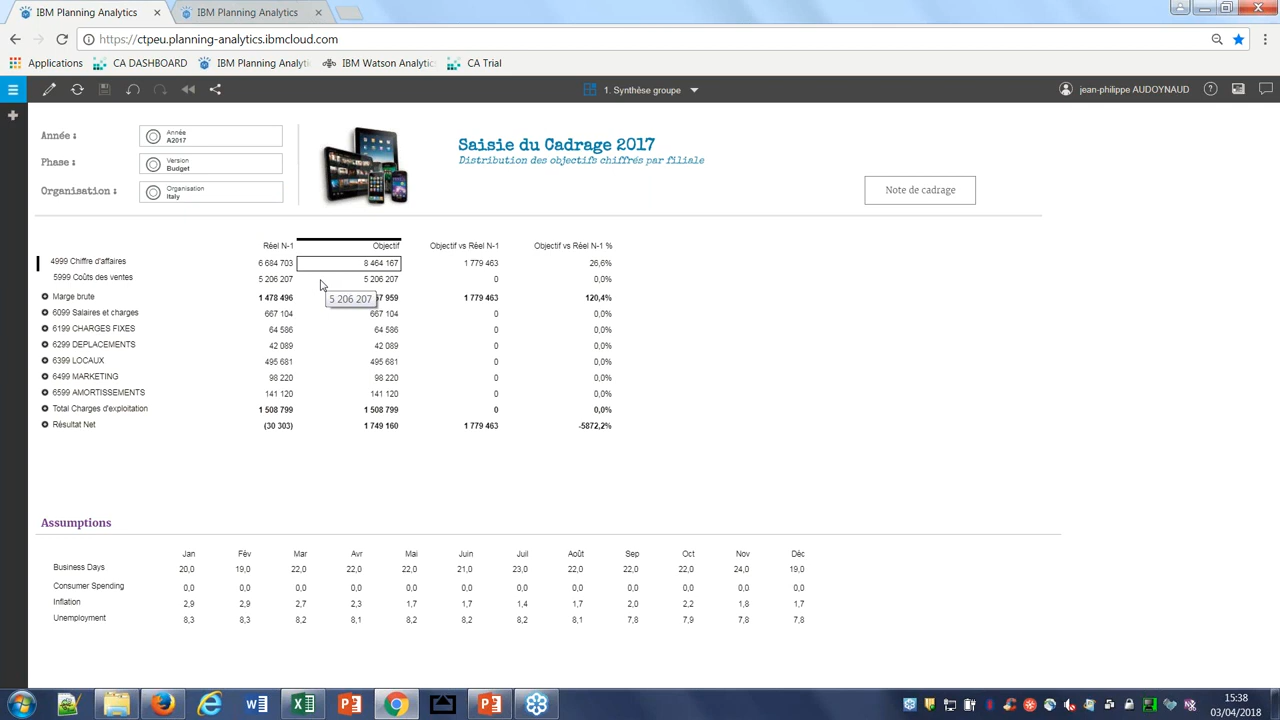 IBM Planning Analytics
IBM Planning Analytics
https://ctpeu.planning-analytics.ibmcloud.com
Applications CA DASHBOARD IBM Planning Analyti IBM Watson Analytic CA Trial
1. Synthèse groupe
jean-philippe AUDOYNAUD
Année :
Année
A2017
Phase :
Version
Budget
Organisation :
Organisation
Italy
Saisie du Cadrage 2017
Distribution des objectifs chiffrés par filiale
Note de cadrage
Réel N-1 Objectif Objectif vs Réel N-1 Objectif vs Réel N-1 %
4999 Chiffre d'affaires 6 684 703 8 464 167 1 779 463 26,6%
5999 Coûts des ventes 5 206 207 5 206 207 0 0,0%
5 206 207
Marge brute 1 478 496 7 959 1 779 463 120,4%
6099 Salaires et charges 667 104 667 104 0 0,0%
6199 CHARGES FIXES 64 586 64 586 0 0,0%
6299 DEPLACEMENTS 42 089 42 089 0 0,0%
6399 LOCAUX 495 681 495 681 0 0,0%
6499 MARKETING 98 220 98 220 0 0,0%
6599 AMORTISSEMENTS 141 120 141 120 0 0,0%
Total Charges d'exploitation 1 508 799 1 508 799 0 0,0%
Résultat Net (30 303) 1 749 160 1 779 463 -5872,2%
Assumptions
Jan Fév Mar Avr Mai Juin Juil Août Sep Oct Nov Déc
Business Days 20,0 19,0 22,0 22,0 22,0 21,0 23,0 22,0 22,0 22,0 24,0 19,0
Consumer Spending 0,0 0,0 0,0 0,0 0,0 0,0 0,0 0,0 0,0 0,0 0,0 0,0
Inflation 2,9 2,9 2,7 2,3 1,7 1,7 1,4 1,7 2,0 2,2 1,8 1,7
Unemployment 8,3 8,3 8,2 8,1 8,2 8,2 8,2 8,1 7,8 7,9 7,8 7,8
15:38
03/04/2018